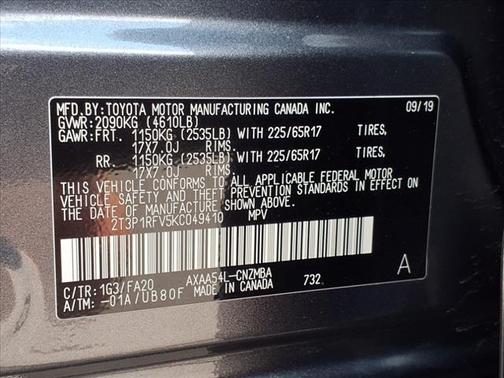 MFD.BY:TOYOTA MOTOR MANUFACTURING CANADA INC. 09/19
GVWR:2090KG (4610LB)
GAWR:FRT. 1150KG (2535LB) WITH 225/65R17 TIRES,
17X7.0J RIMS.
RR. 1150KG (2535LB) WITH 225/65R17 TIRES,
17X7.0J RIMS.
THIS VEHICLE CONFORMS TO ALL APPLICABLE FEDERAL MOTOR
VEHICLE SAFETY AND THEFT PREVENTION STANDARDS IN EFFECT
ON THE DATE OF MANUFACTURE SHOWN ABOVE.
2T3P1RFV5KC049410 MPV
C/TR:1G3/FA20 AXAA54L-CNZMBA A
A/TM:-01A/UB80F MADE IN CANADA 732